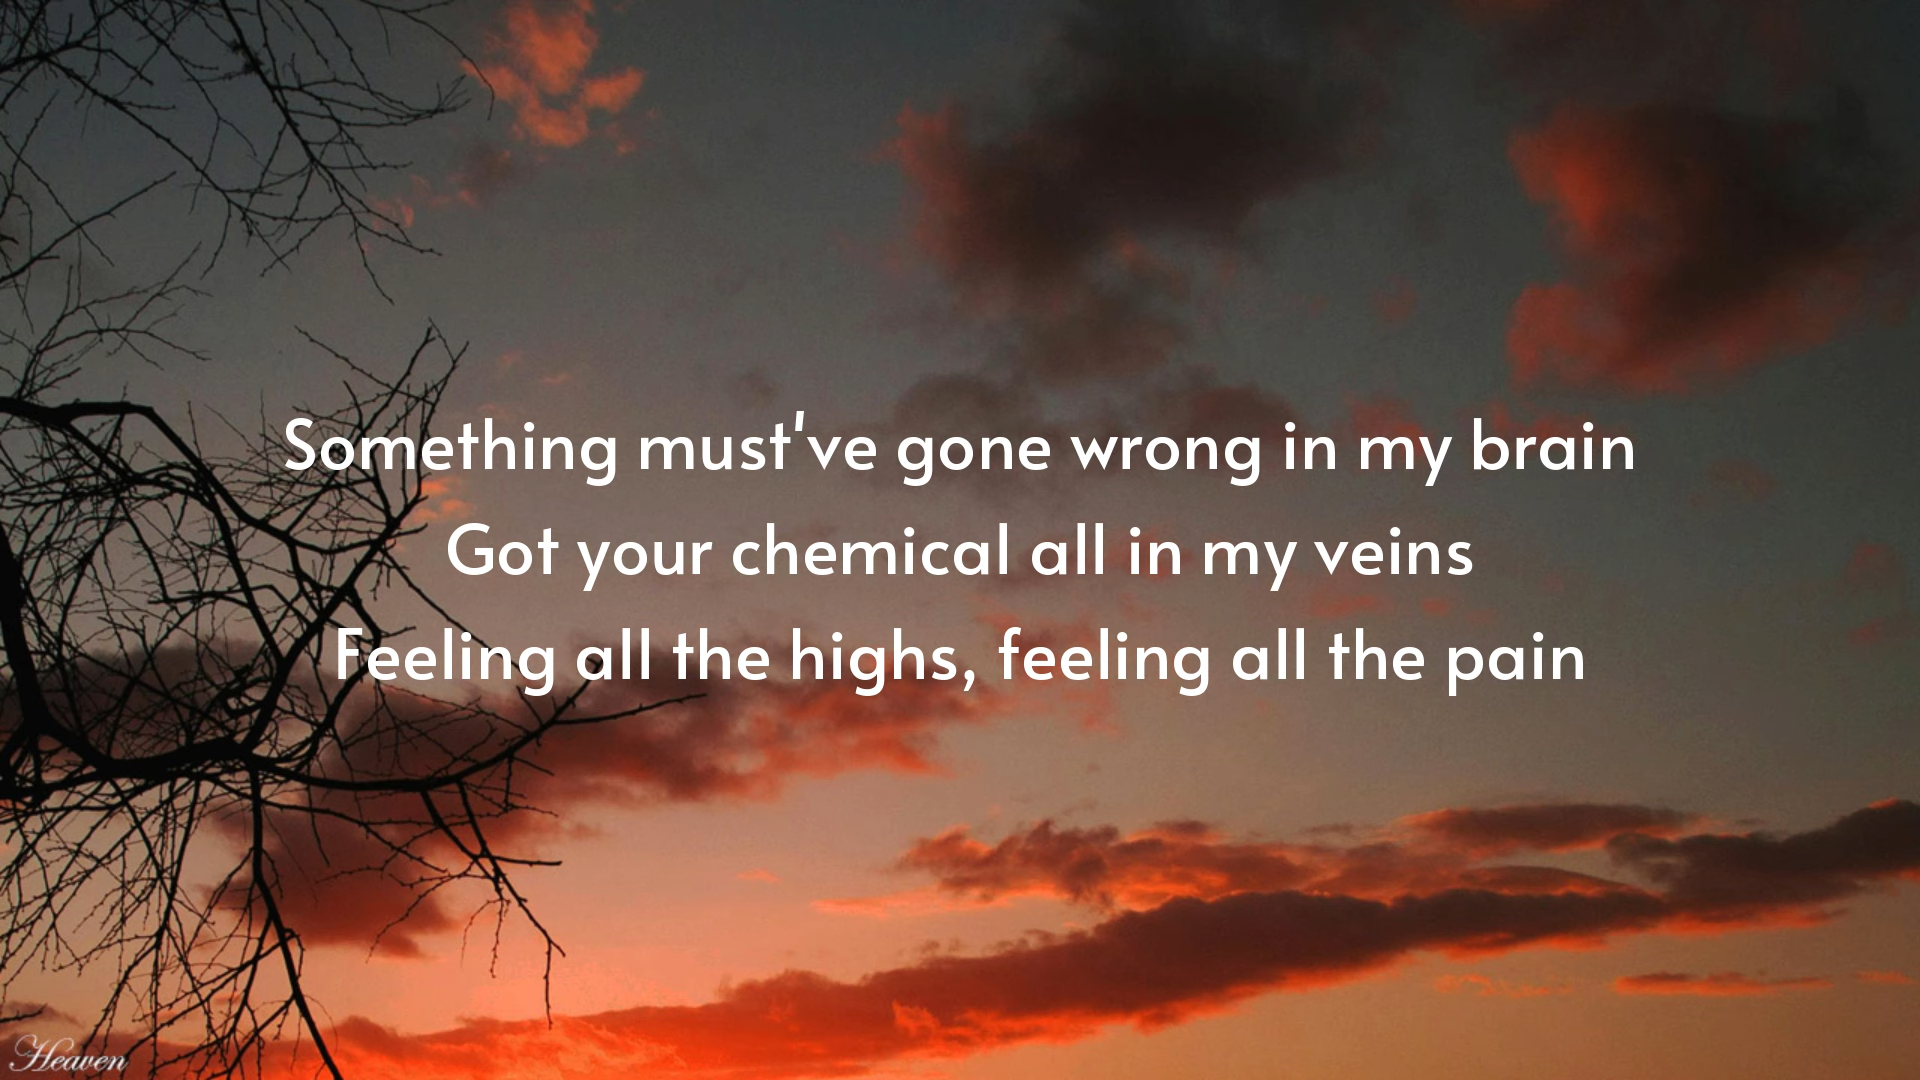 Something must've gone wrong in my brain
Got your chemical all in my veins
Feeling all the highs, feeling all the pain
Heaven